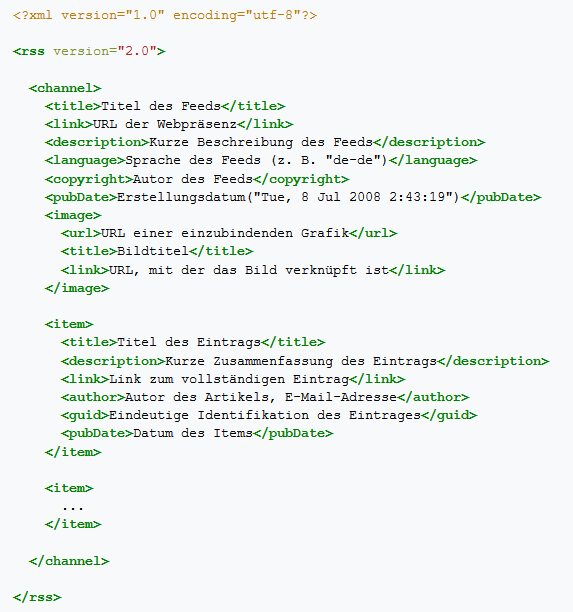 <?xml version="1.0" encoding="utf-8"?>
<rss version="2.0">
<channel>
<title>Titel des Feeds</title>
<link>URL der Webpräsenz</link>
<description>Kurze Beschreibung des Feeds</description>
<language>Sprache des Feeds (z. B. "de-de")</language>
<copyright>Autor des Feeds</copyright>
<pubDate>Erstellungsdatum("Tue, 8 Jul 2008 2:43:19")</pubDate>
<image>
<url>URL einer einzubindenden Grafik</url>
<title>Bildtitel</title>
<link>URL, mit der das Bild verknüpft ist</link>
</image>
<item>
<title>Titel des Eintrags</title>
<description>Kurze Zusammenfassung des Eintrags</description>
<link>Link zum vollständigen Eintrag</link>
<author>Autor des Artikels, E-Mail-Adresse</author>
<guid>Eindeutige Identifikation des Eintrages</guid>
<pubDate>Datum des Items</pubDate>
</item>
<item>
...
</item>
</channel>
</rss>